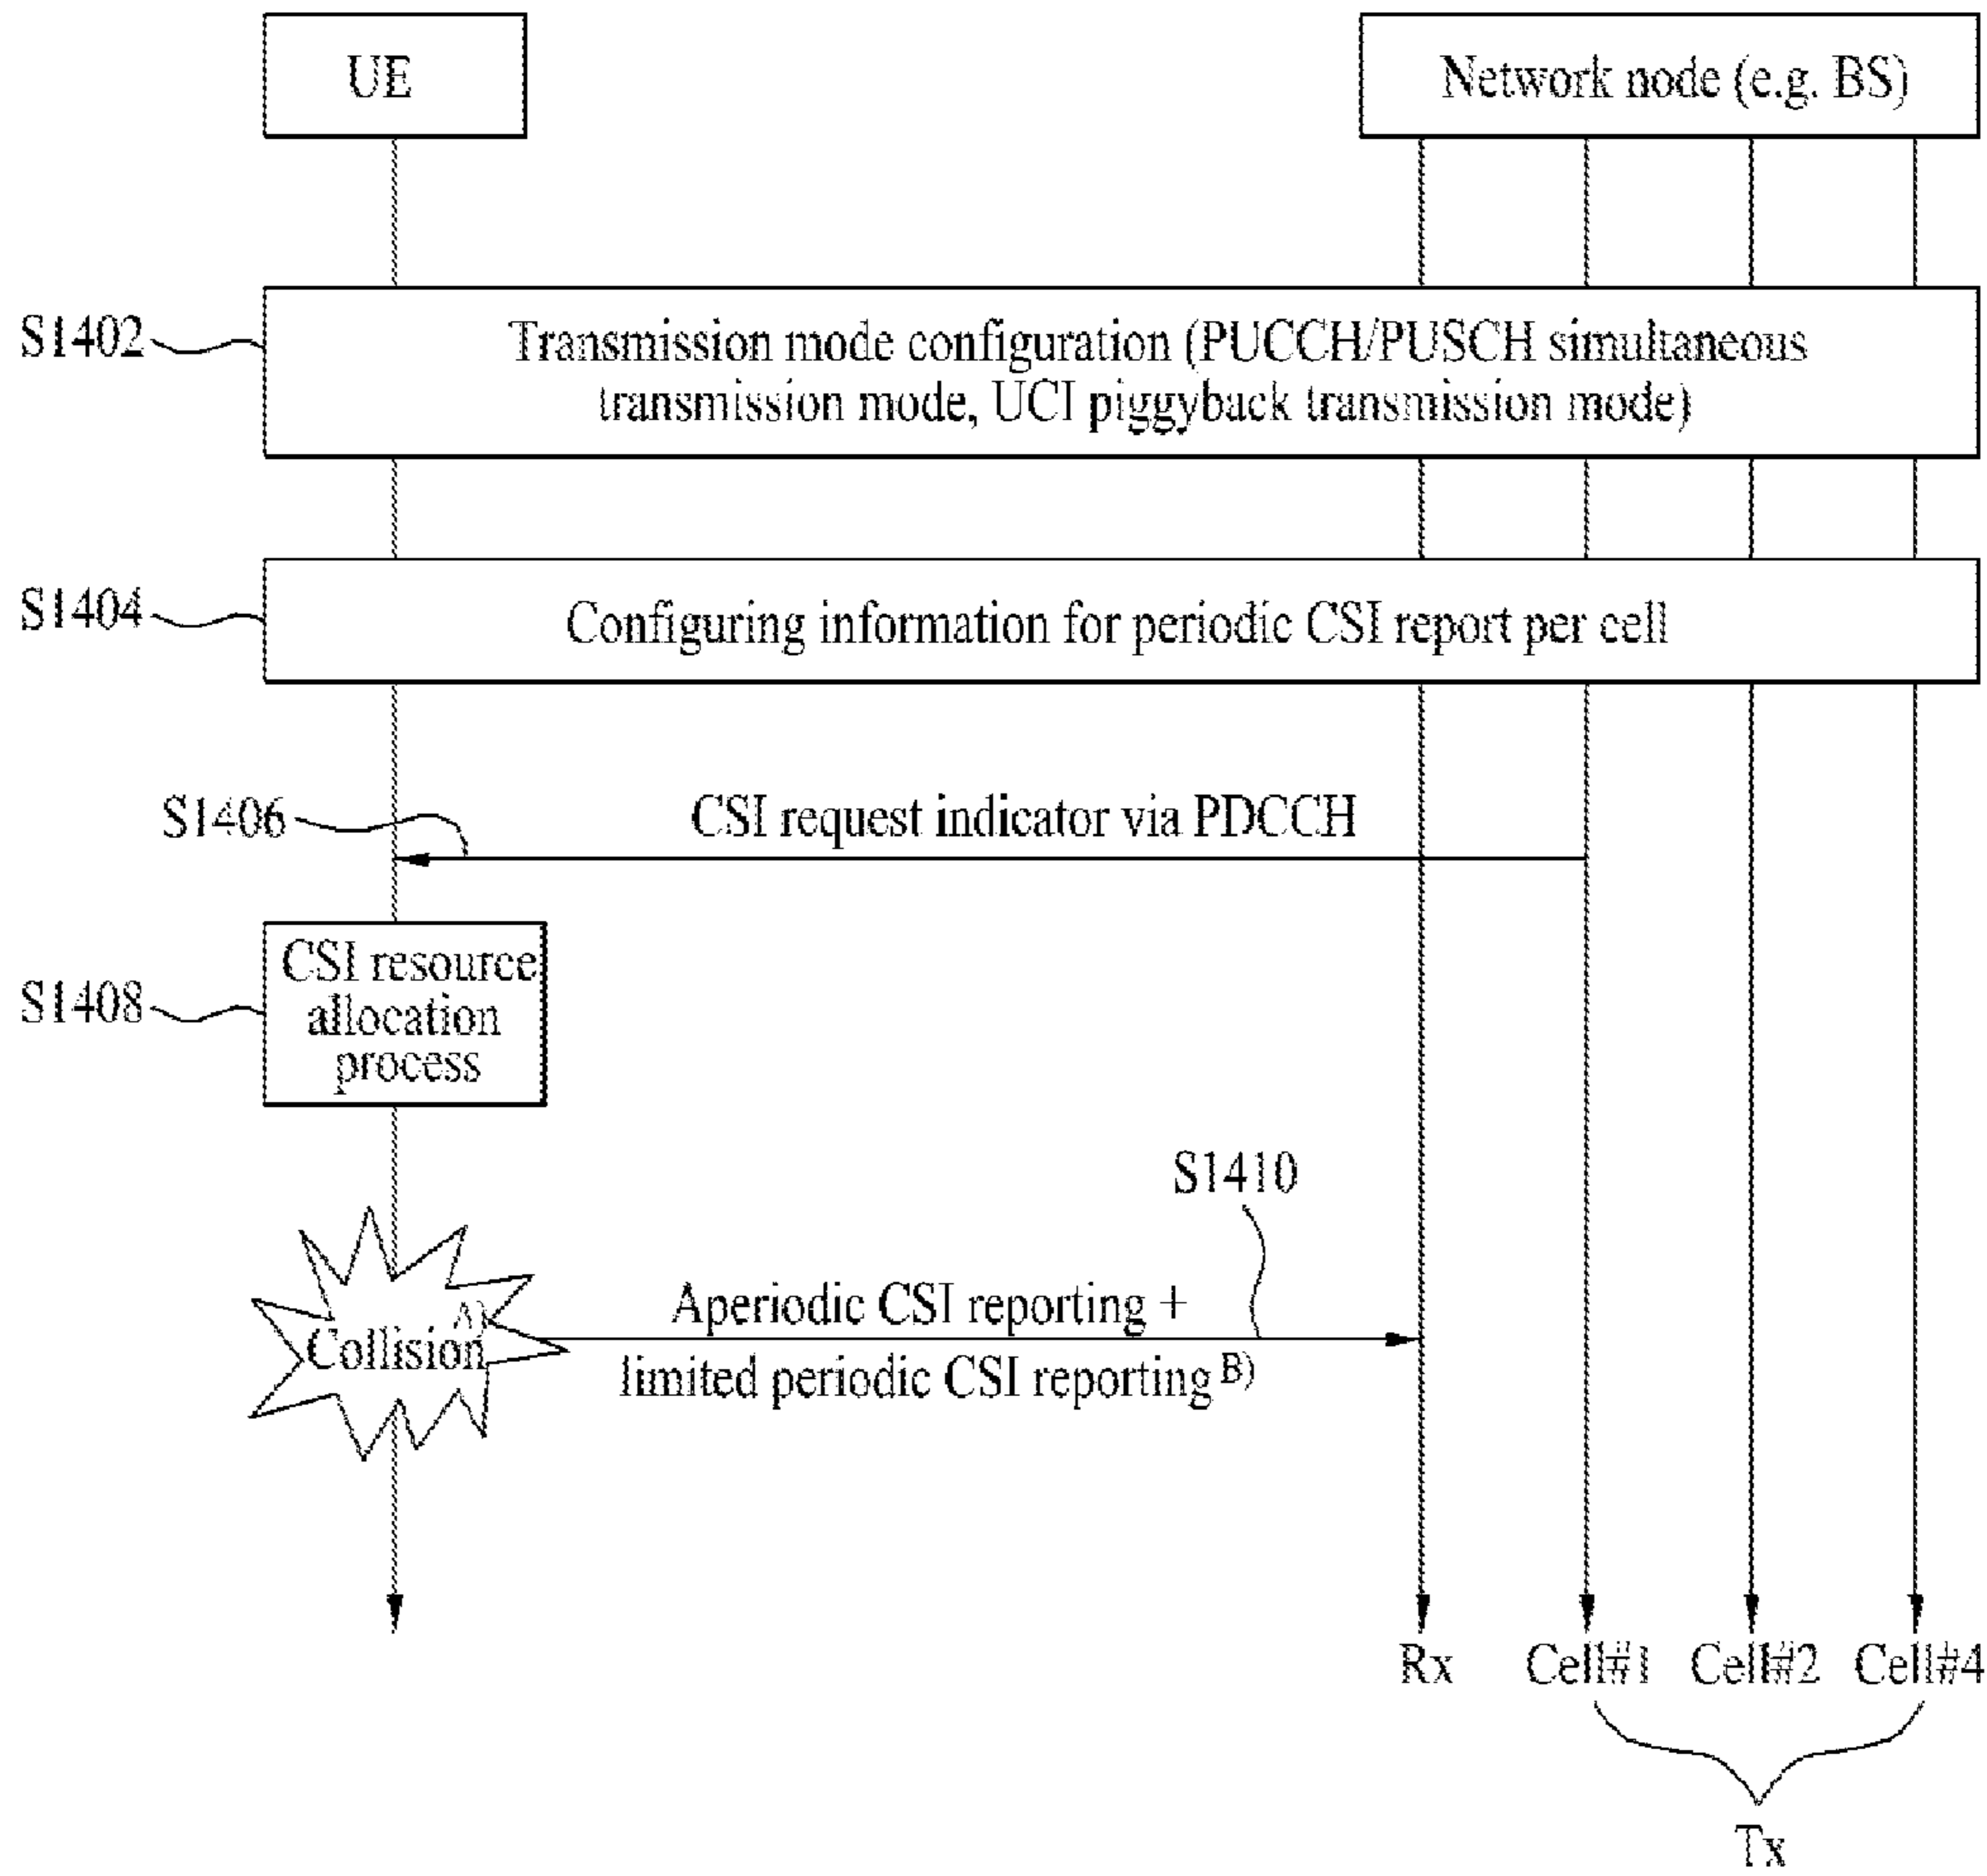 UE
Network node (e.g. BS)
S1402
Transmission mode configuration (PUCCH/PUSCH simultaneous
transmission mode, UCI piggyback transmission mode)
S1404
Configuring information for periodic CSI report per cell
S1406
CSI request indicator via PDCCH
S1408
CSI resource
allocation
process
S1410
Collision A)
Aperiodic CSI reporting +
limited periodic CSI reporting B)
Rx
Cell#1
Cell#2
Cell#4
Tx